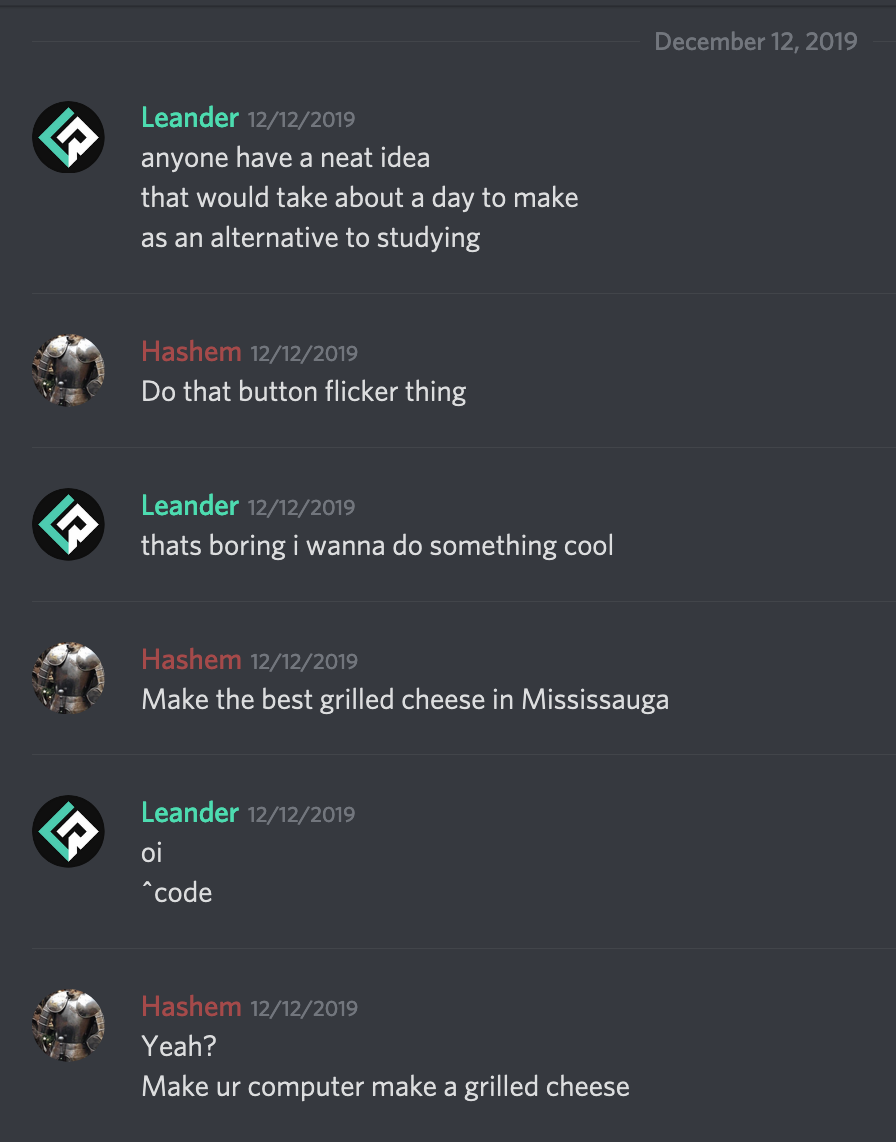 December 12, 2019
Leander 12/12/2019
anyone have a neat idea
that would take about a day to make
as an alternative to studying
Hashem 12/12/2019
Do that button flicker thing
Leander 12/12/2019
thats boring i wanna do something cool
Hashem 12/12/2019
Make the best grilled cheese in Mississauga
Leander 12/12/2019
oi
^code
Hashem 12/12/2019
Yeah?
Make ur computer make a grilled cheese